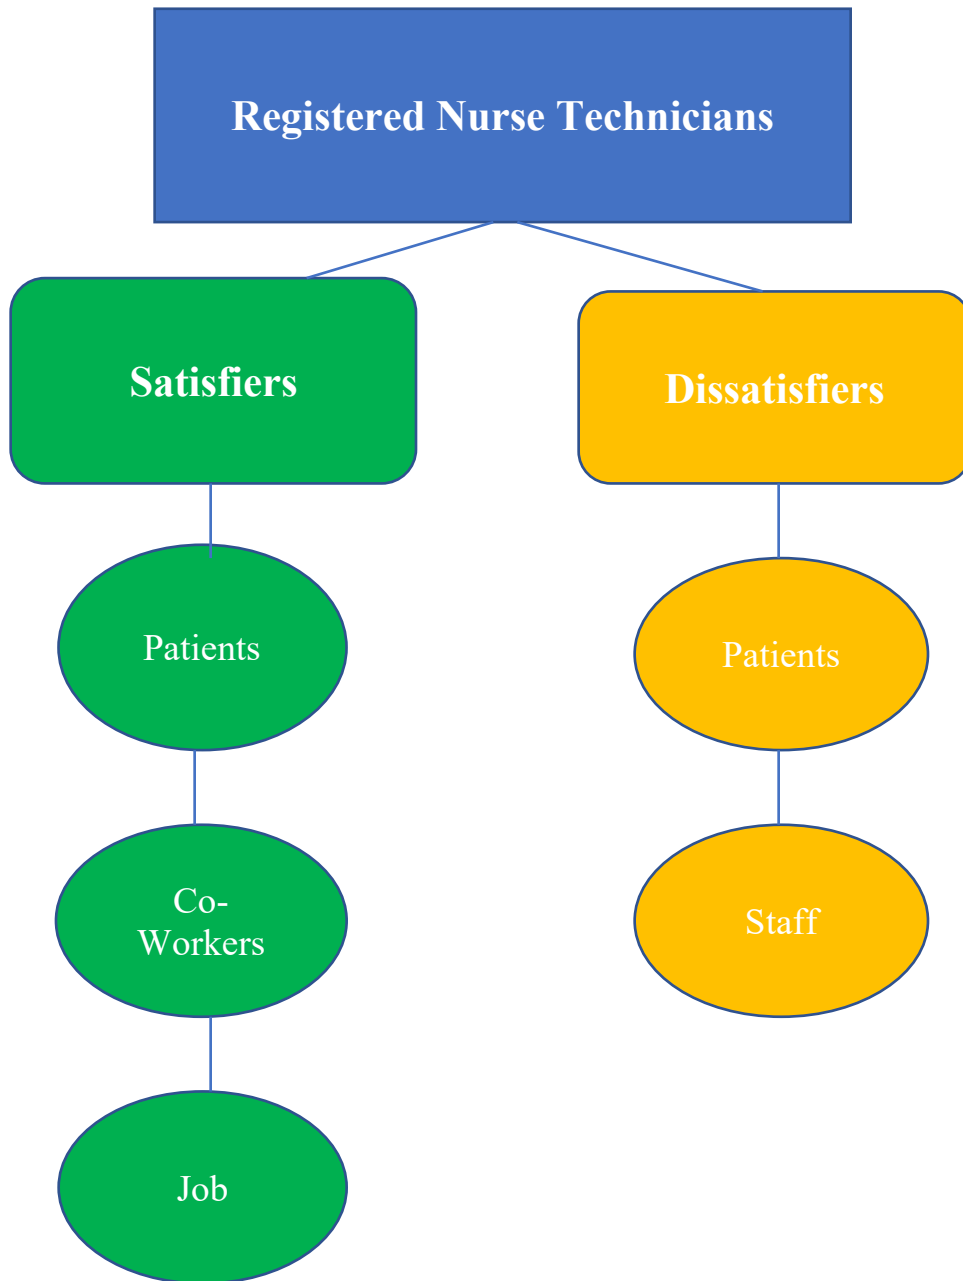 Registered Nurse Technicians
Satisfiers
Dissatisfiers
Patients
Patients
Co-
Workers
Staff
Job